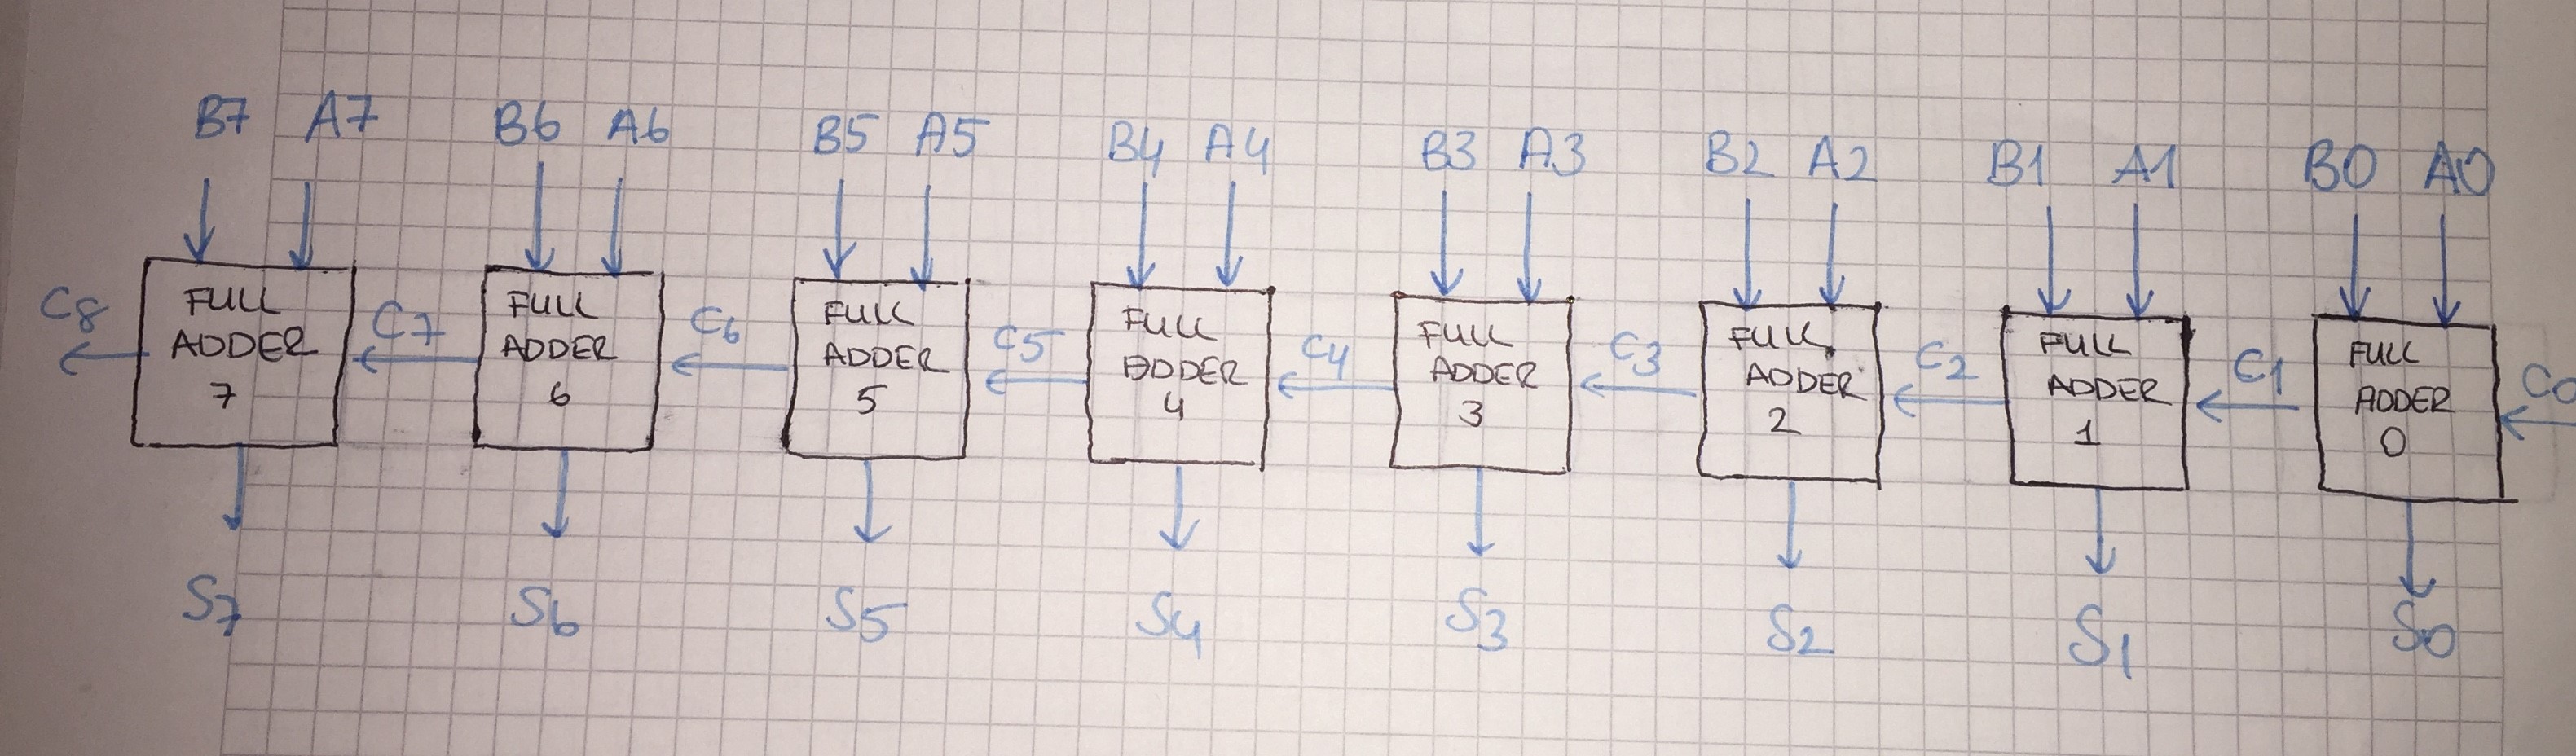 B7 A7 B6 A6 B5 A5 B4 A4 B3 A3 B2 A2 B1 A1 B0 A0
C8 FULL ADDER 7 C7 FULL ADDER 6 C6 FULL ADDER 5 C5 FULL ADDER 4 C4 FULL ADDER 3 C3 FULL ADDER 2 C2 FULL ADDER 1 C1 FULL ADDER 0 C0
S7 S6 S5 S4 S3 S2 S1 S0